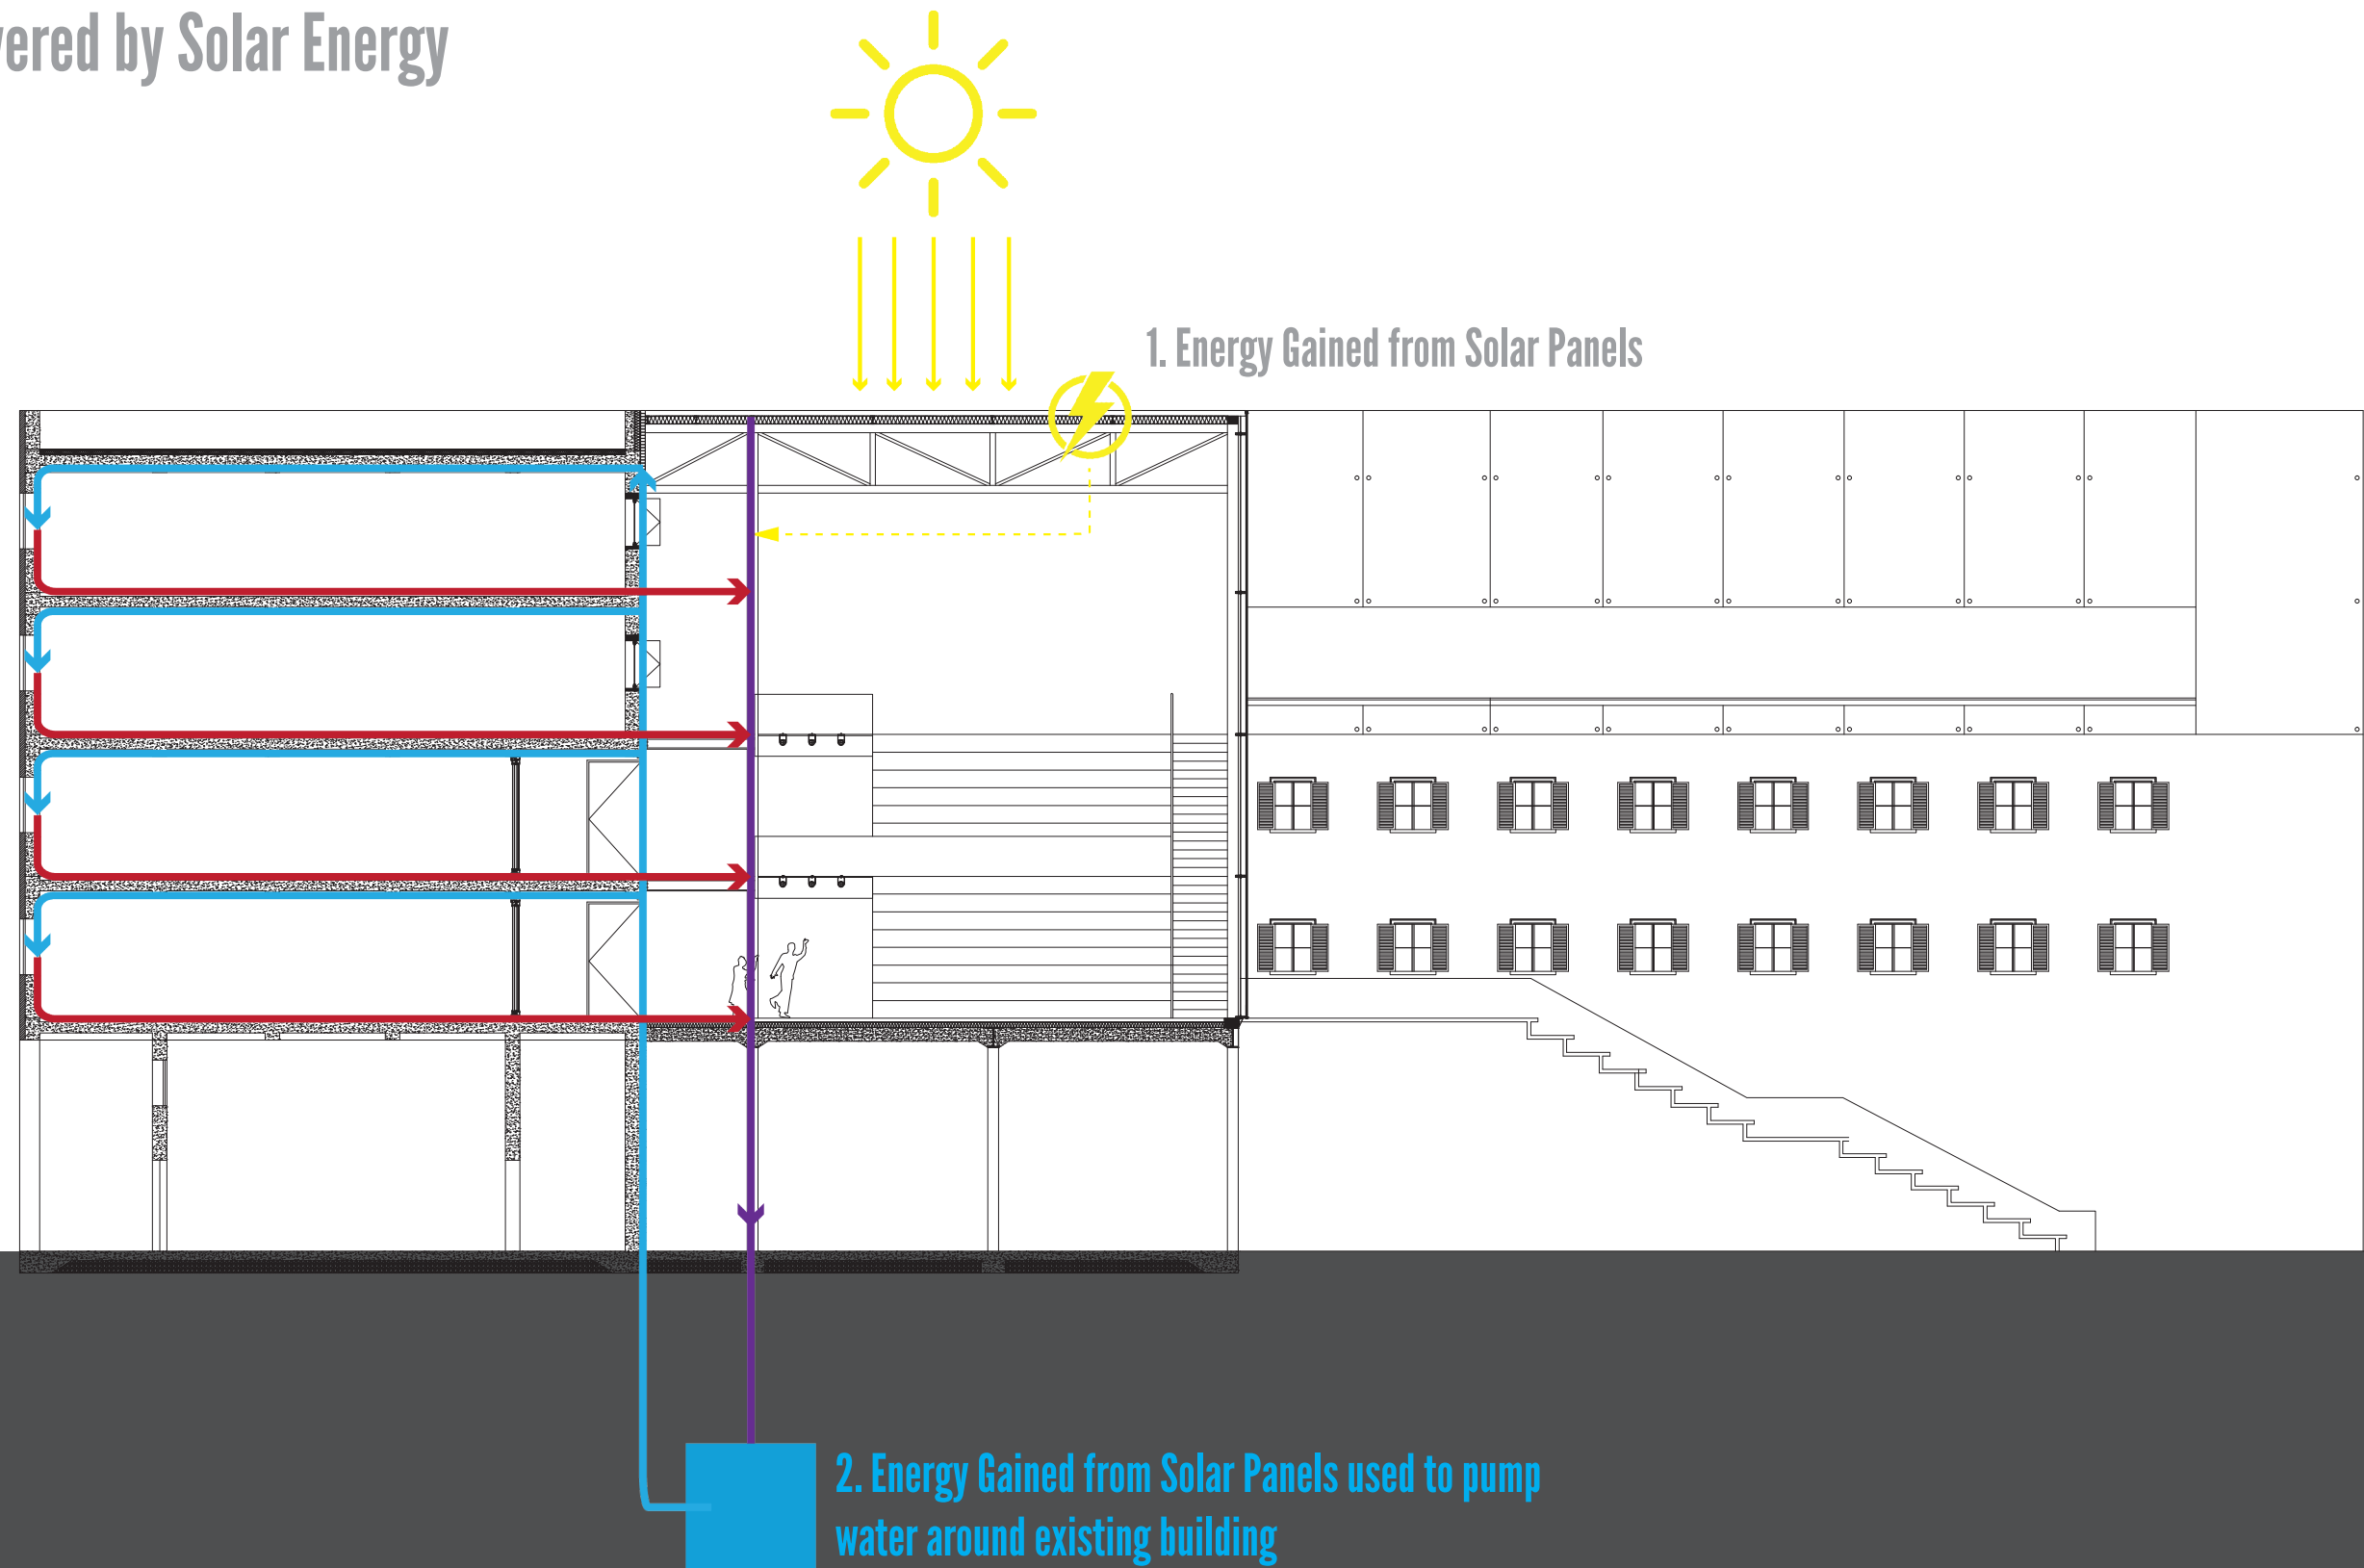 ered by Solar Energy
1. Energy Gained from Solar Panels
2. Energy Gained from Solar Panels used to pump
water around existing building